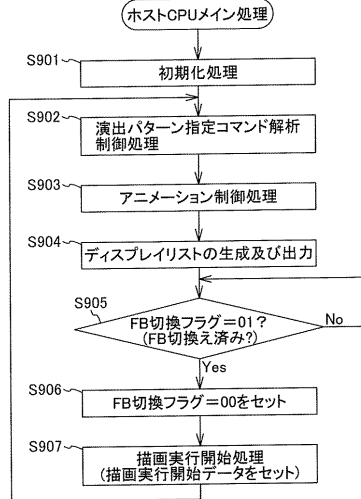 ホストCPUメイン処理
S901
初期化処理
S902
演出パターン指定コマンド解析
制御処理
S903
アニメーション制御処理
S904
ディスプレイリストの生成及び出力
S905
FB切換フラグ=01?
(FB切換え済み?)
No
Yes
S906
FB切換フラグ=00をセット
S907
描画実行開始処理
(描画実行開始データをセット)